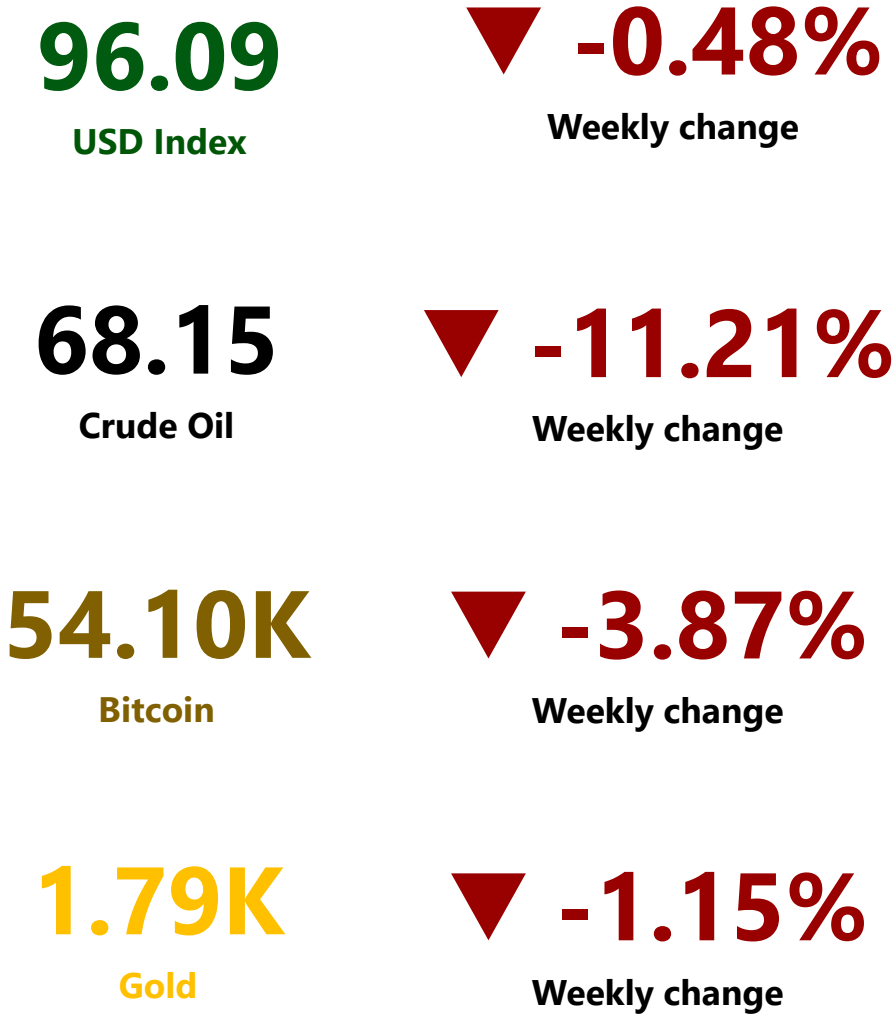 96.09
▼ -0.48%
USD Index
Weekly change
68.15
▼ -11.21%
Crude Oil
Weekly change
54.10K
▼ -3.87%
Bitcoin
Weekly change
1.79K
▼ -1.15%
Gold
Weekly change